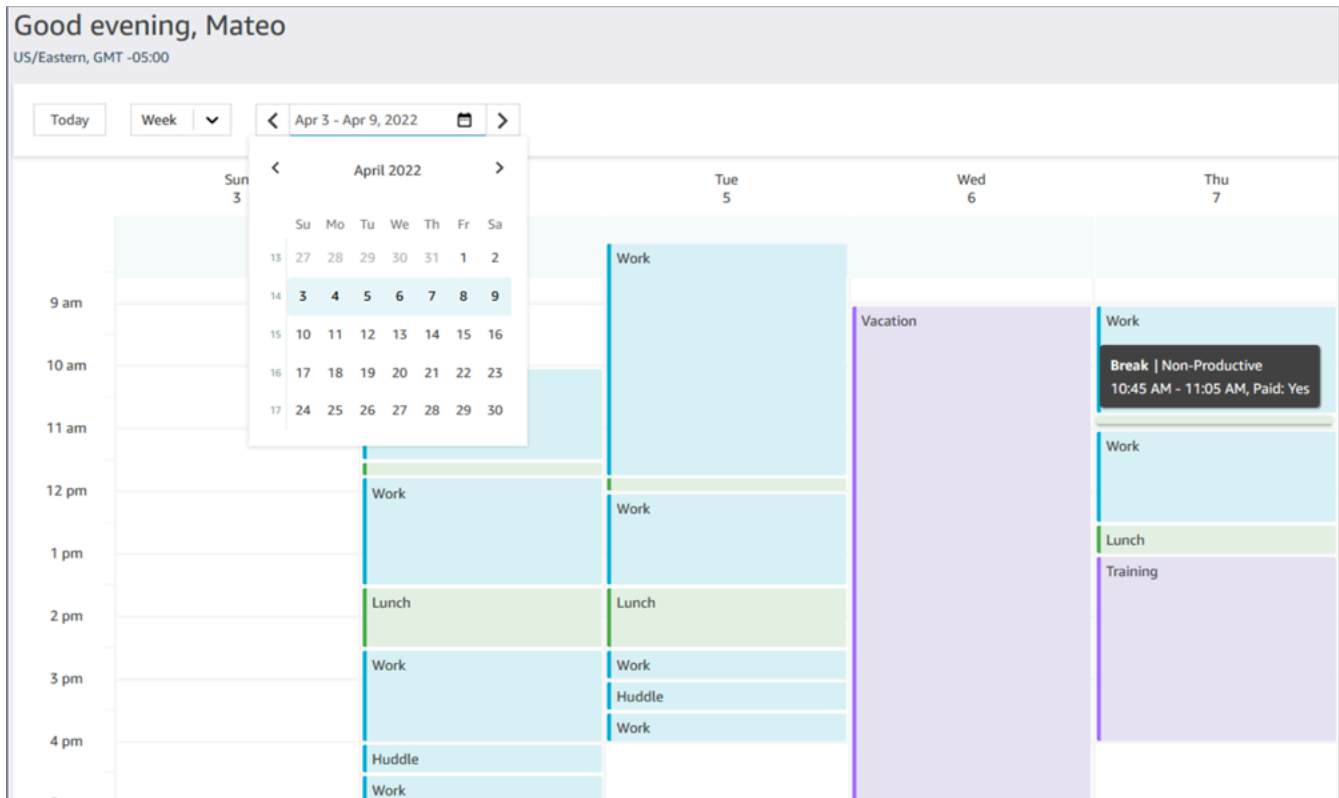 Good evening, Mateo
US/Eastern, GMT -05:00
Today
Week
Apr 3 - Apr 9, 2022
April 2022
Su Mo Tu We Th Fr Sa
13 27 28 29 30 31 1 2
14 3 4 5 6 7 8 9
15 10 11 12 13 14 15 16
16 17 18 19 20 21 22 23
17 24 25 26 27 28 29 30
Sun
3
Tue
5
Wed
6
Thu
7
9 am
10 am
11 am
12 pm
1 pm
2 pm
3 pm
4 pm
Work
Lunch
Work
Huddle
Work
Work
Work
Lunch
Work
Huddle
Work
Vacation
Work
Break | Non-Productive
10:45 AM - 11:05 AM, Paid: Yes
Work
Lunch
Training